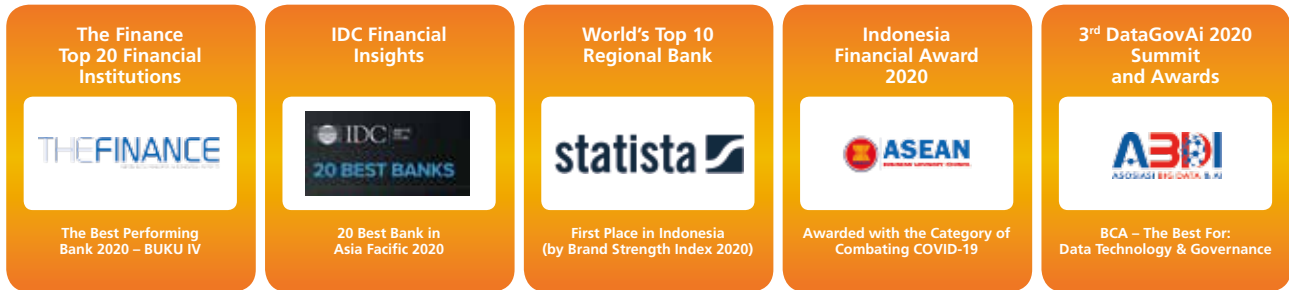 The Finance
Top 20 Financial
Institutions
THEFINANCE
The Best Performing
Bank 2020 – BUKU IV
IDC Financial
Insights
IDC
20 BEST BANKS
20 Best Bank in
Asia Facific 2020
World's Top 10
Regional Bank
statista
First Place in Indonesia
(by Brand Strength Index 2020)
Indonesia
Financial Award
2020
ASEAN
Awarded with the Category of
Combating COVID-19
3rd DataGovAi 2020
Summit
and Awards
ABDI
ASOSIASI BIG DATA & AI
BCA – The Best For:
Data Technology & Governance